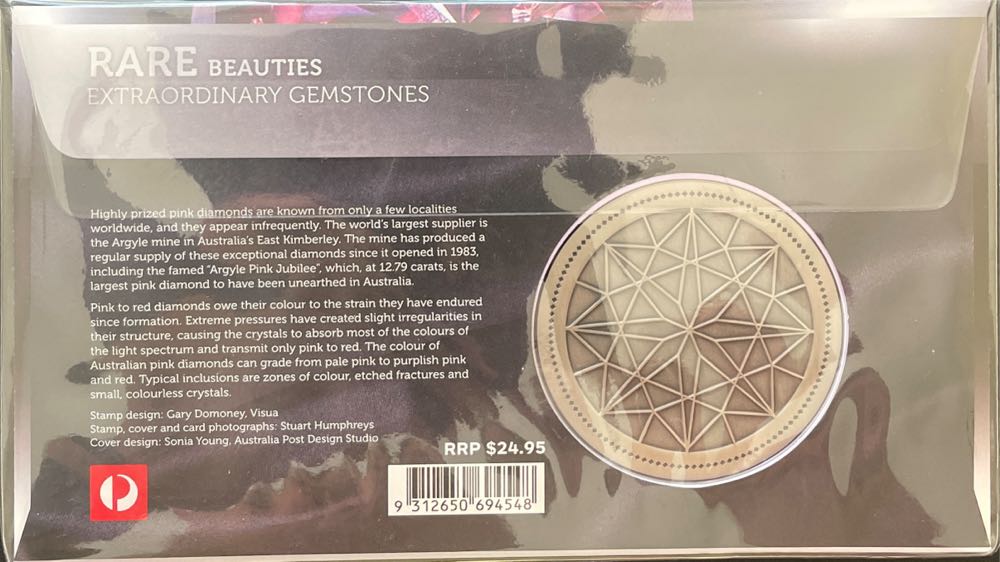 RARE BEAUTIES
EXTRAORDINARY GEMSTONES
Highly prized pink diamonds are known from only a few localities
worldwide, and they appear infrequently. The world's largest supplier is
the Argyle mine in Australia's East Kimberley. The mine has produced a
regular supply of these exceptional diamonds since it opened in 1983,
including the famed "Argyle Pink Jubilee", which, at 12.79 carats, is the
largest pink diamond to have been unearthed in Australia.
Pink to red diamonds owe their colour to the strain they have endured
since formation. Extreme pressures have created slight irregularities in
their structure, causing the crystals to absorb most of the colours of
the light spectrum and transmit only pink to red. The colour of
Australian pink diamonds can grade from pale pink to purplish pink
and red. Typical inclusions are zones of colour, etched fractures and
small, colourless crystals.
Stamp design: Gary Domoney, Visua
Stamp, cover and card photographs: Stuart Humphreys
Cover design: Sonia Young, Australia Post Design Studio
RRP $24.95
9 312650 694548